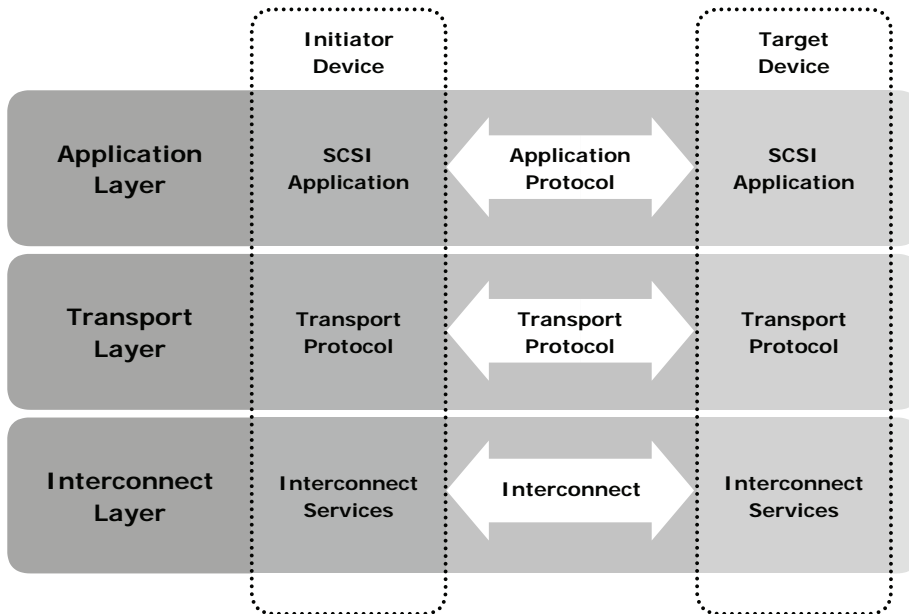 Initiator
Device
Target
Device
Application
Layer
SCSI
Application
Application
Protocol
SCSI
Application
Transport
Layer
Transport
Protocol
Transport
Protocol
Transport
Protocol
Interconnect
Layer
Interconnect
Services
Interconnect
Interconnect
Services